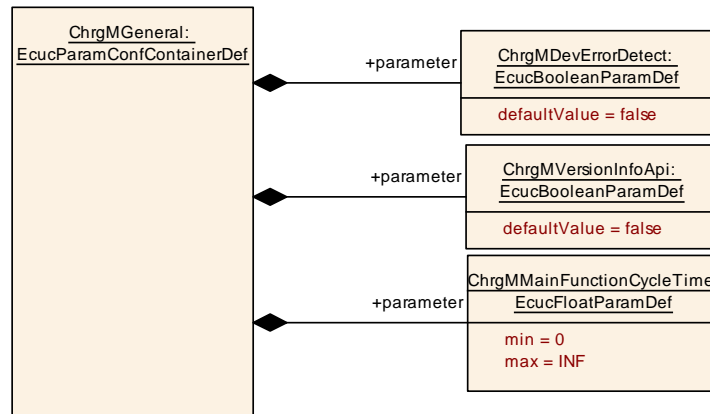 ChrgMGeneral:
EcucParamConfContainerDef
+parameter
ChrgMDevErrorDetect:
EcucBooleanParamDef
defaultValue = false
+parameter
ChrgMVersionInfoApi:
EcucBooleanParamDef
defaultValue = false
+parameter
ChrgMMainFunctionCycleTime
EcucFloatParamDef
min = 0
max = INF